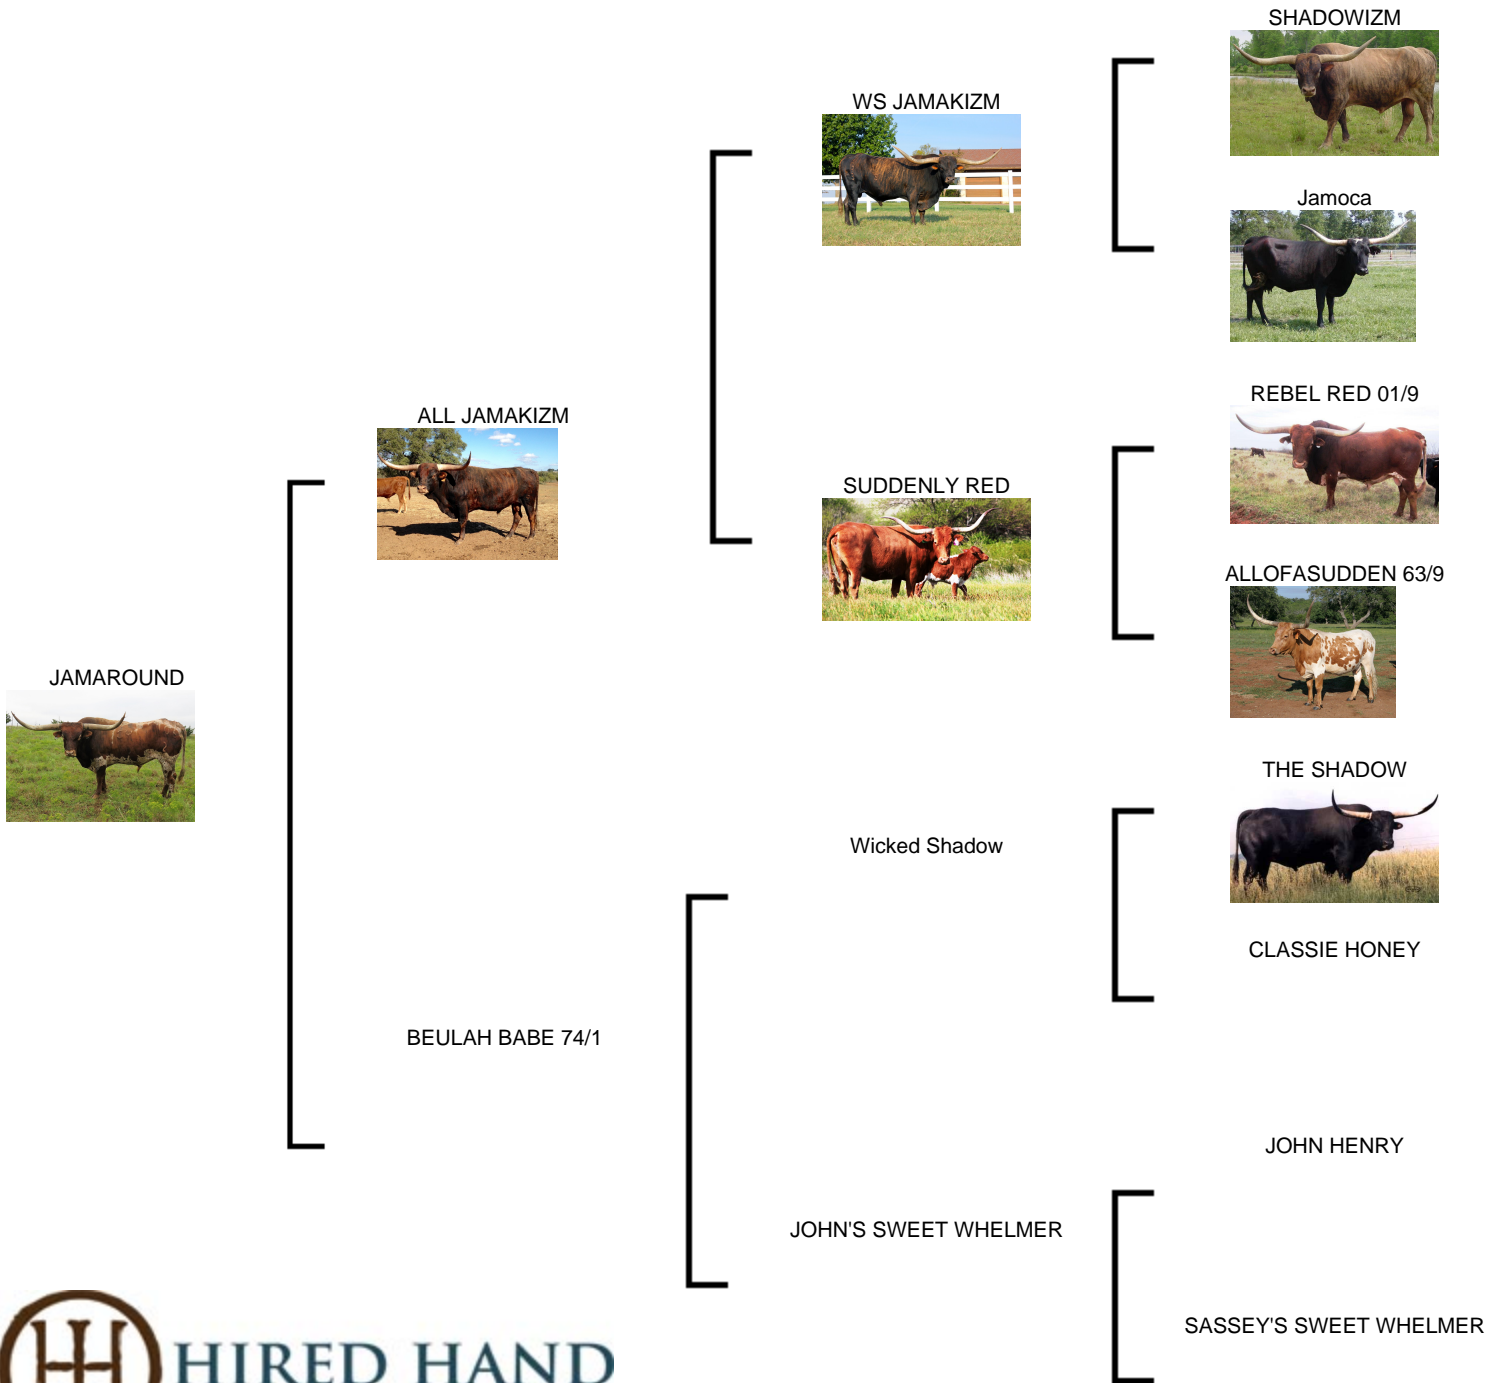 SHADOWIZM
WS JAMAKIZM
Jamoca
REBEL RED 01/9
ALL JAMAKIZM
SUDDENLY RED
ALLOFASUDDEN 63/9
JAMAROUND
THE SHADOW
Wicked Shadow
CLASSIE HONEY
BEULAH BABE 74/1
JOHN HENRY
JOHN'S SWEET WHELMER
SASSEY'S SWEET WHELMER
HIRED HAND